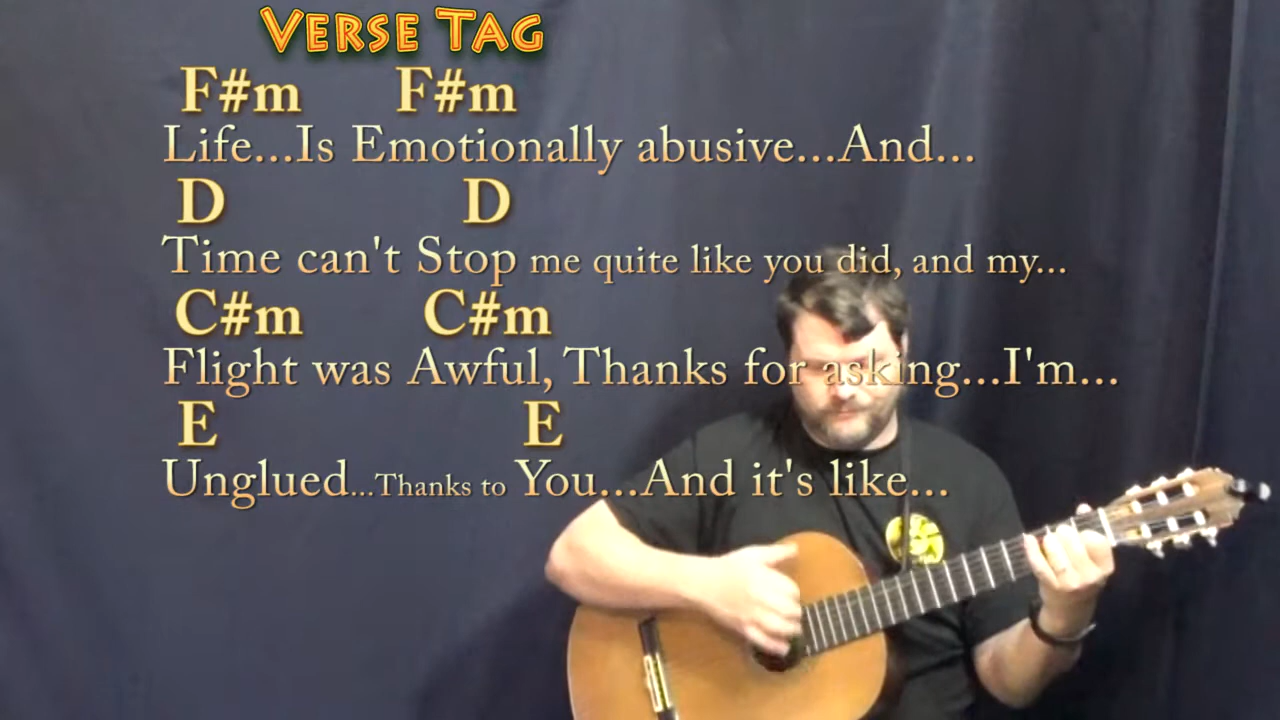 VERSE TAG
F#m F#m
Life...Is Emotionally abusive...And...
D D
Time can't Stop me quite like you did, and my...
C#m C#m
Flight was Awful, Thanks for asking...I'm...
E E
Unglued...Thanks to You...And it's like...